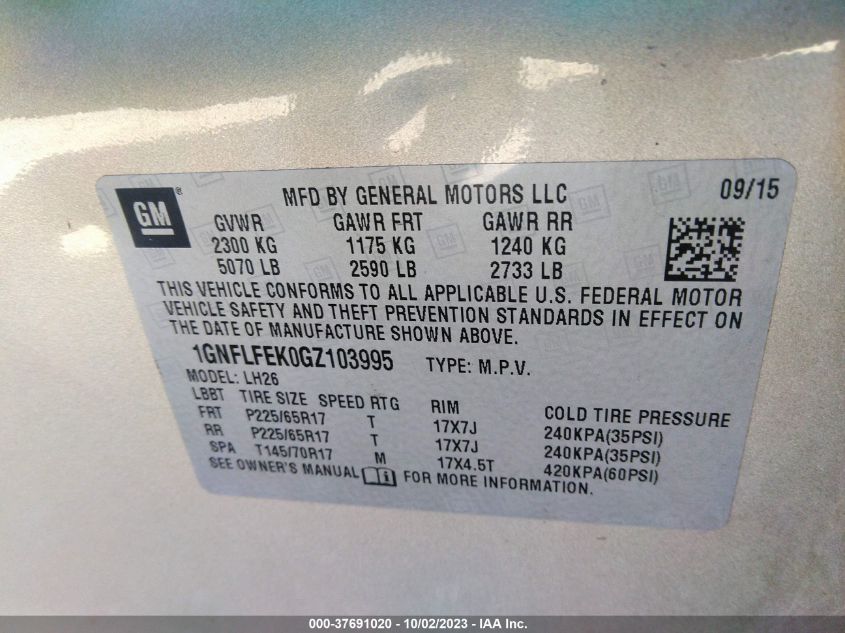 GM ®
MFD BY GENERAL MOTORS LLC 09/15
GVWR GAWR FRT GAWR RR
2300 KG 1175 KG 1240 KG
5070 LB 2590 LB 2733 LB
THIS VEHICLE CONFORMS TO ALL APPLICABLE U.S. FEDERAL MOTOR
VEHICLE SAFETY AND THEFT PREVENTION STANDARDS IN EFFECT ON
THE DATE OF MANUFACTURE SHOWN ABOVE.
1GNFLFEK0GZ103995 TYPE: M.P.V.
MODEL: LH26
LBBT TIRE SIZE SPEED RTG RIM COLD TIRE PRESSURE
FRT P225/65R17 T 17X7J 240KPA(35PSI)
RR P225/65R17 T 17X7J 240KPA(35PSI)
SPA T145/70R17 M 17X4.5T 420KPA(60PSI)
SEE OWNER'S MANUAL FOR MORE INFORMATION.
000-37691020 - 10/02/2023 - IAA Inc.